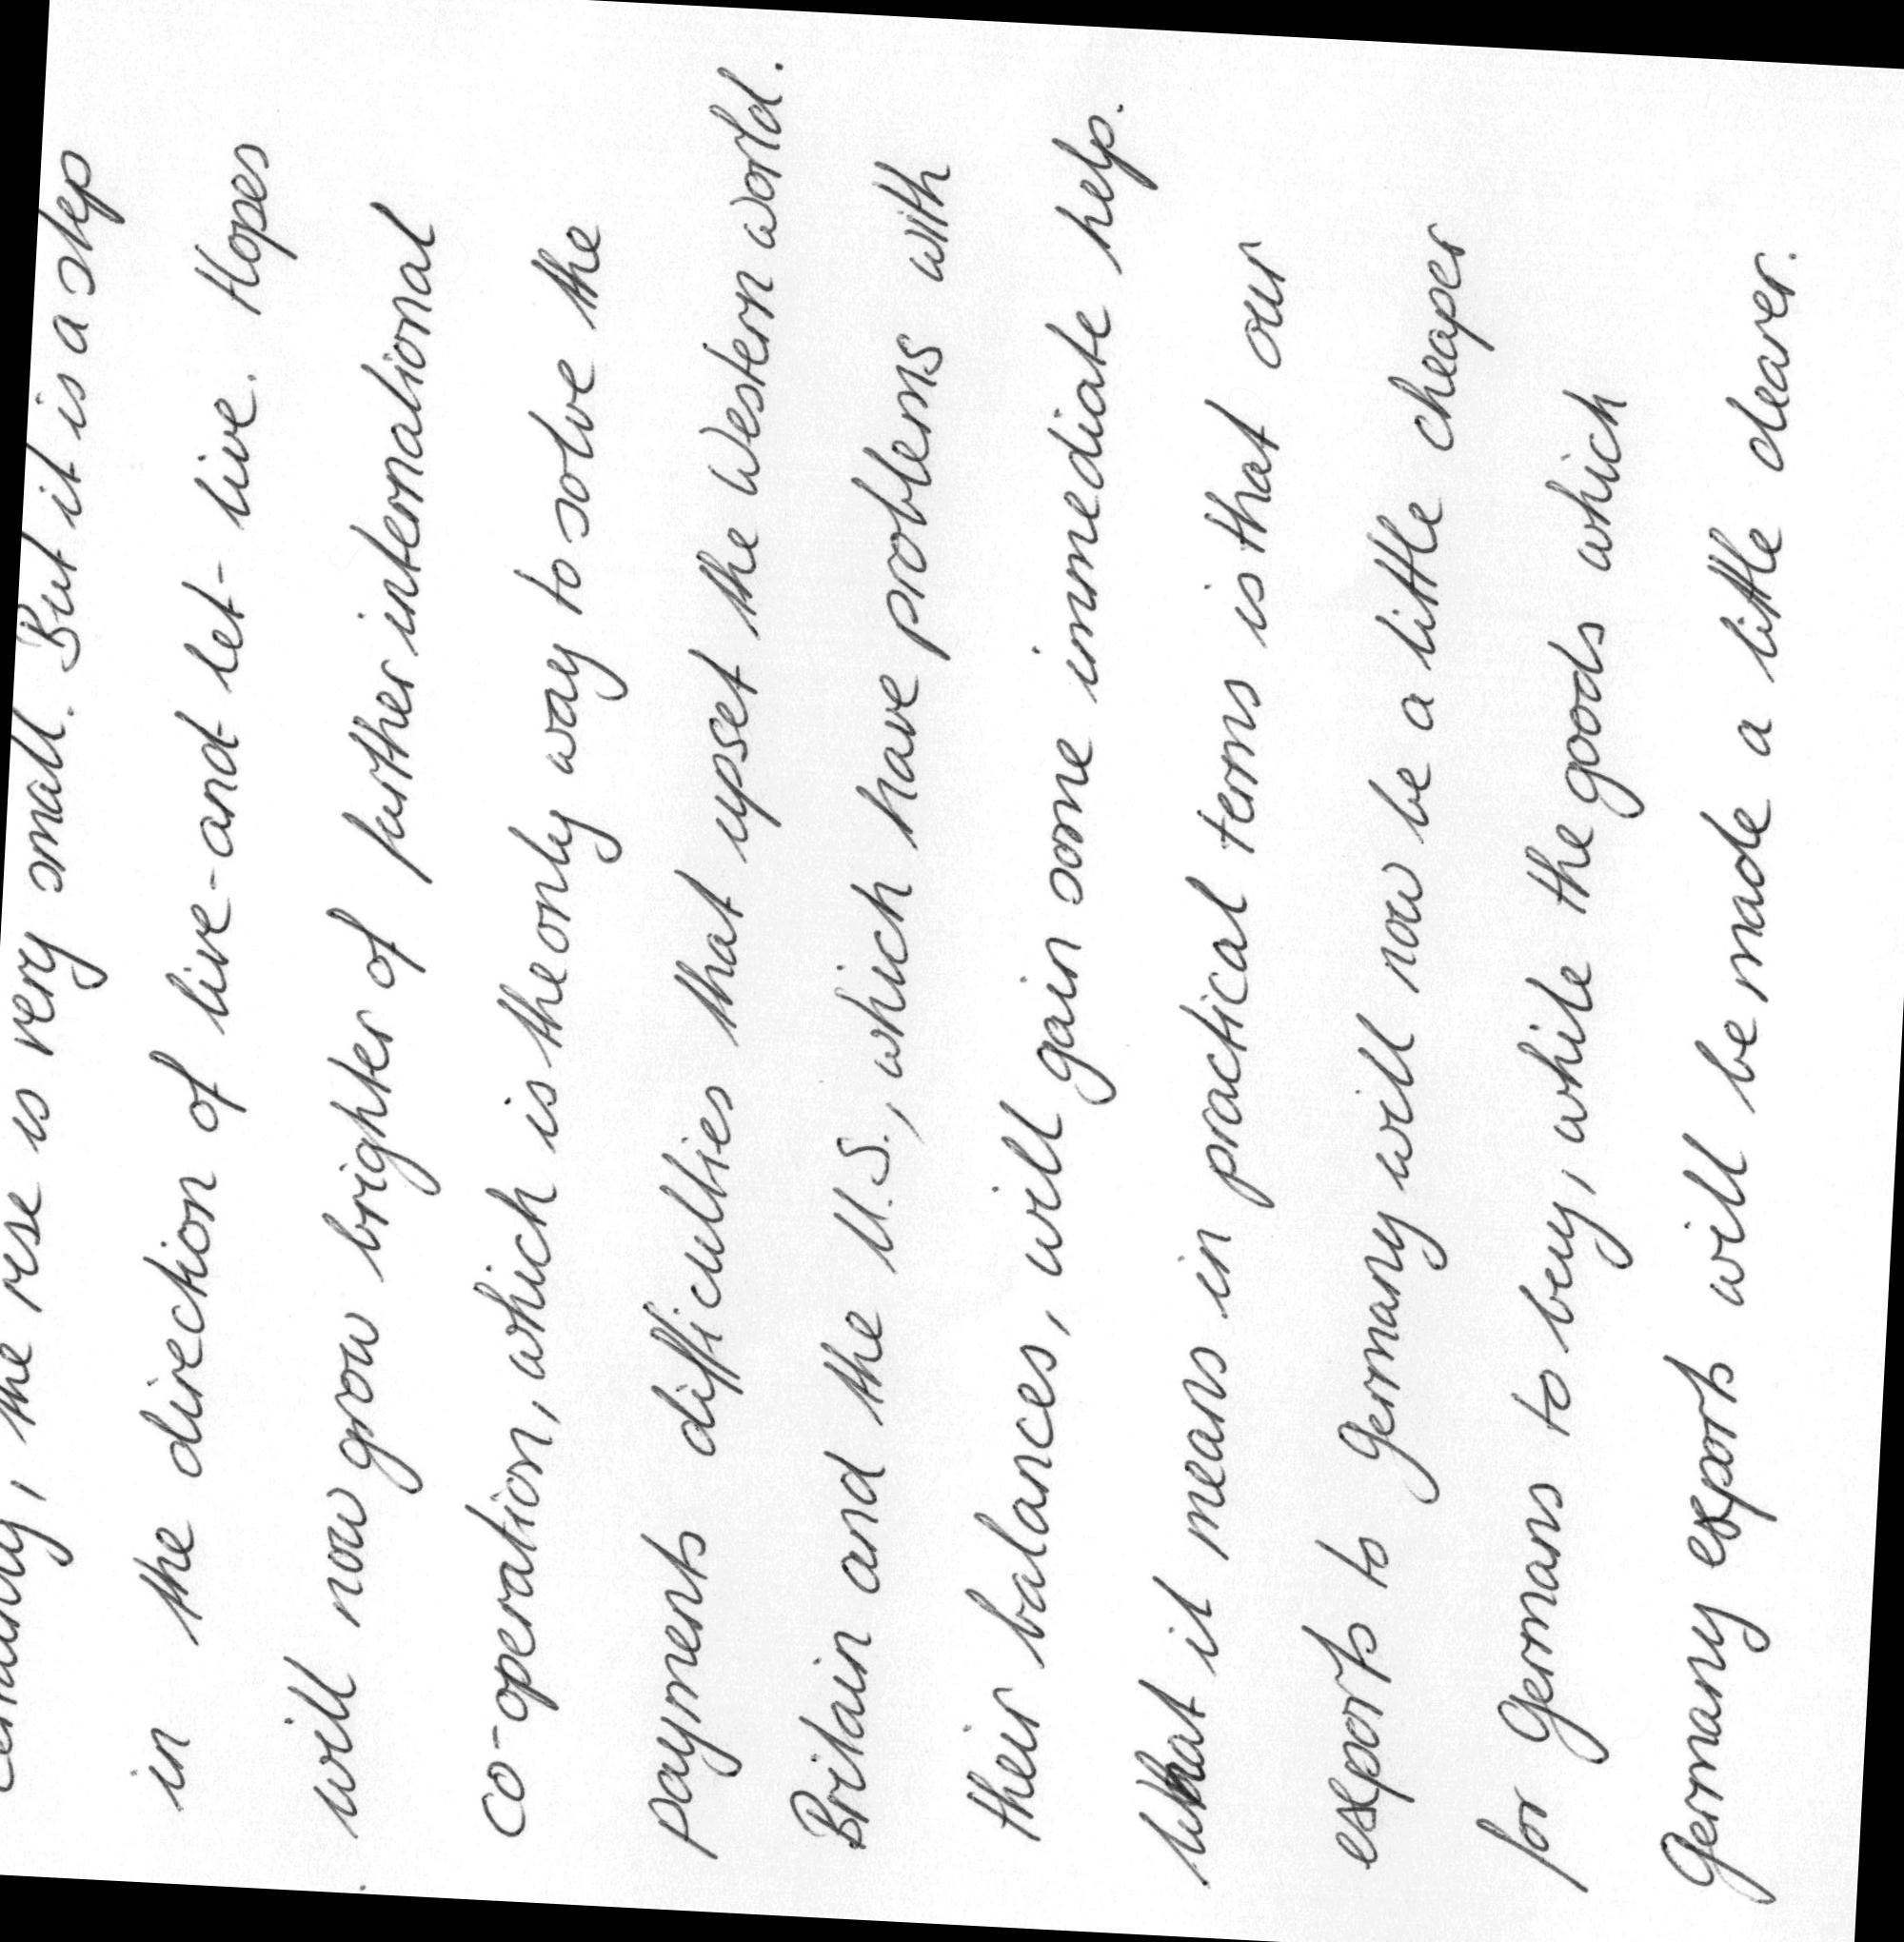 the rise is very small. But it is a step
in the direction of live-and-let-live. Hopes
will now grow brighter of further international
co-operation, which is the only way to solve the
payments difficulties that upset the Western world.
Britain and the U.S., which have problems with
their balances, will gain some immediate help.
What it means in practical terms is that our
exports to Germany will now be a little cheaper
for Germans to buy, while the goods which
Germany exports will be made a little dearer.